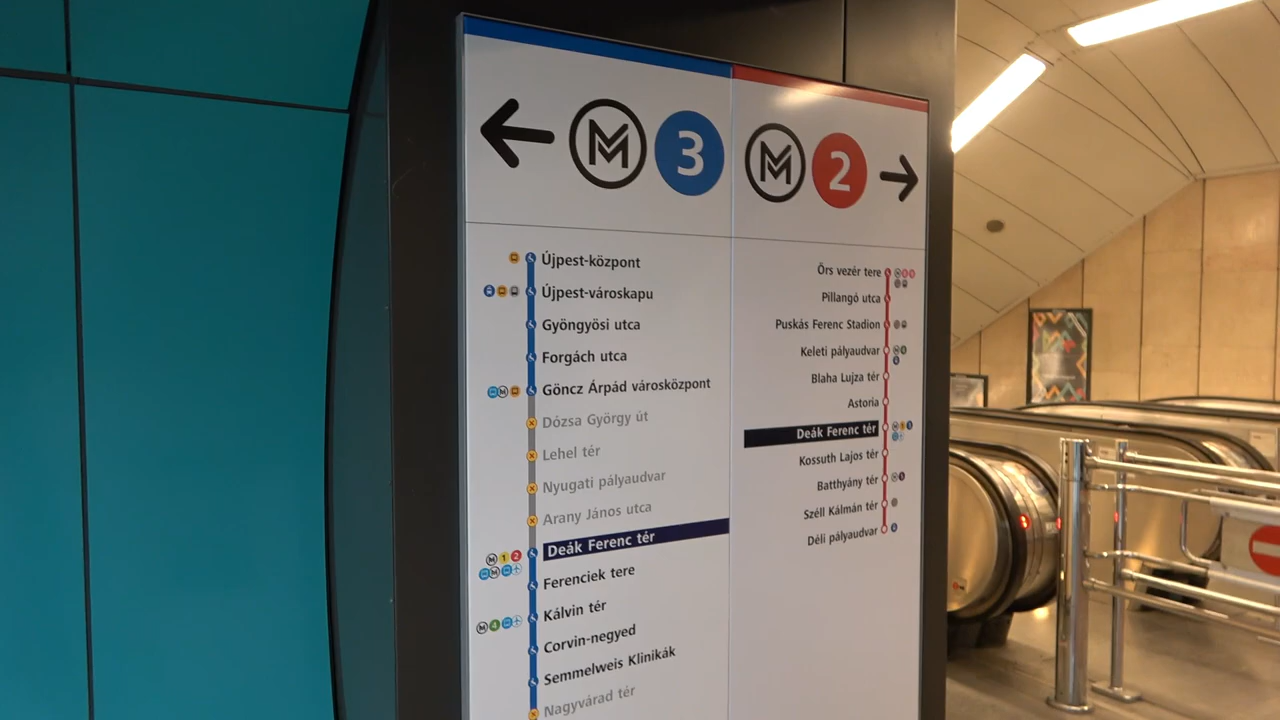 M 3
Újpest-központ
Újpest-városkapu
Gyöngyösi utca
Forgách utca
Göncz Árpád városközpont
Dózsa György út
Lehel tér
Nyugati pályaudvar
Arany János utca
Deák Ferenc tér
M 1 2
Ferenciek tere
Kálvin tér
M 4
Corvin-negyed
Semmelweis Klinikák
Nagyvárad tér
M 2
Örs vezér tere
Pillangó utca
Puskás Ferenc Stadion
Keleti pályaudvar
Blaha Lujza tér
Astoria
Deák Ferenc tér
Kossuth Lajos tér
Batthyány tér
Széll Kálmán tér
Déli pályaudvar